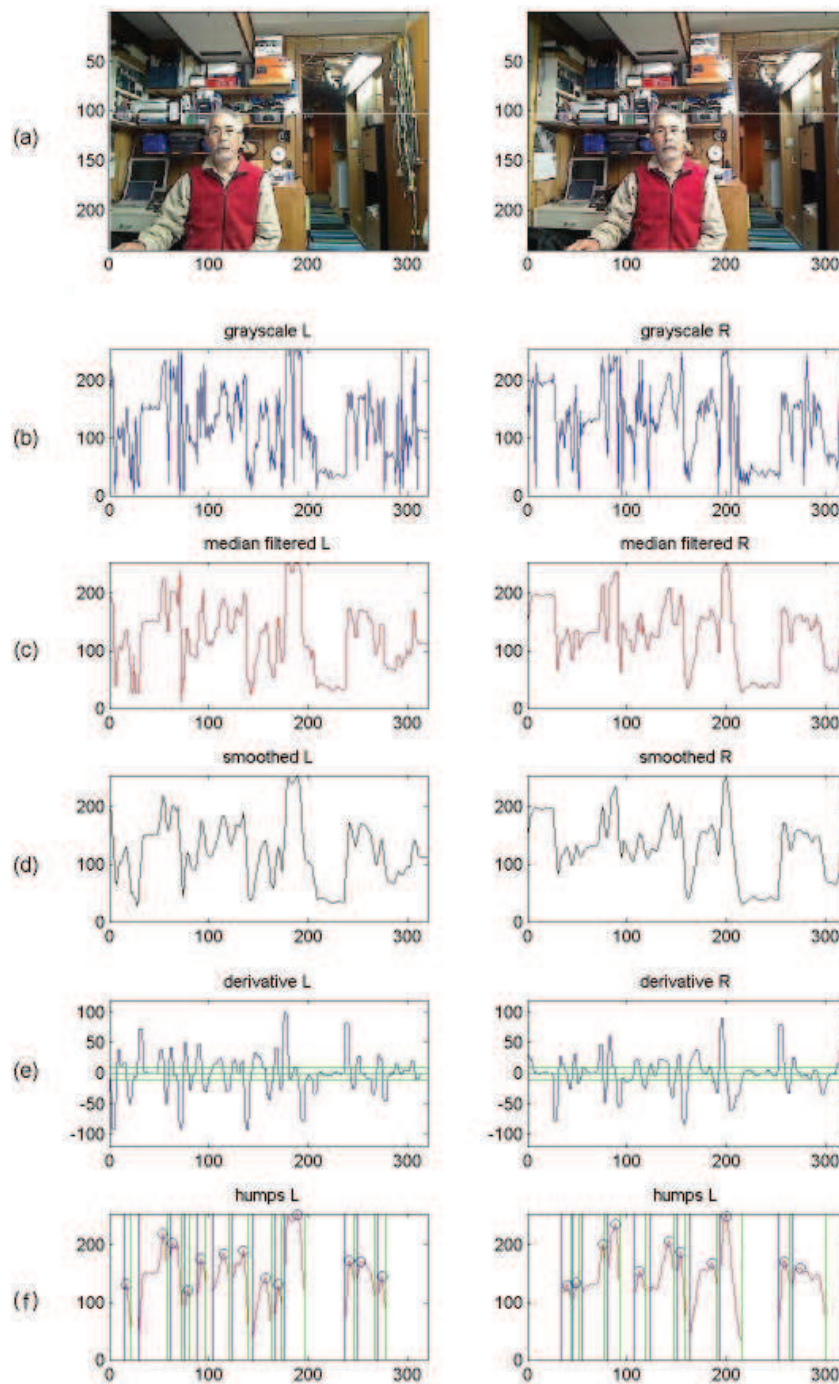 50
100
150
200
0 100 200 300
50
100
150
200
0 100 200 300
(a)
grayscale L
200
100
0
0 100 200 300
grayscale R
200
100
0
0 100 200 300
(b)
median filtered L
200
100
0
0 100 200 300
median filtered R
200
100
0
0 100 200 300
(c)
smoothed L
200
100
0
0 100 200 300
smoothed R
200
100
0
0 100 200 300
(d)
derivative L
100
50
0
-50
-100
0 100 200 300
derivative R
100
50
0
-50
-100
0 100 200 300
(e)
humps L
200
100
0
0 100 200 300
humps L
200
100
0
0 100 200 300
(f)